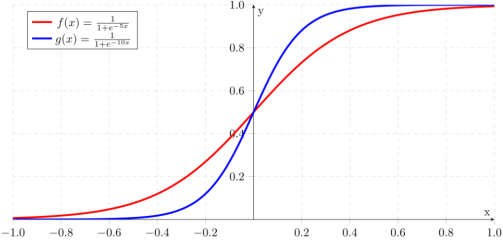 1.0 y
f(x) = 1/(1+e^{-5x})
g(x) = 1/(1+e^{-10x})
0.8
0.6
0.4
0.2
x
−1.0 −0.8 −0.6 −0.4 −0.2 0.2 0.4 0.6 0.8 1.0